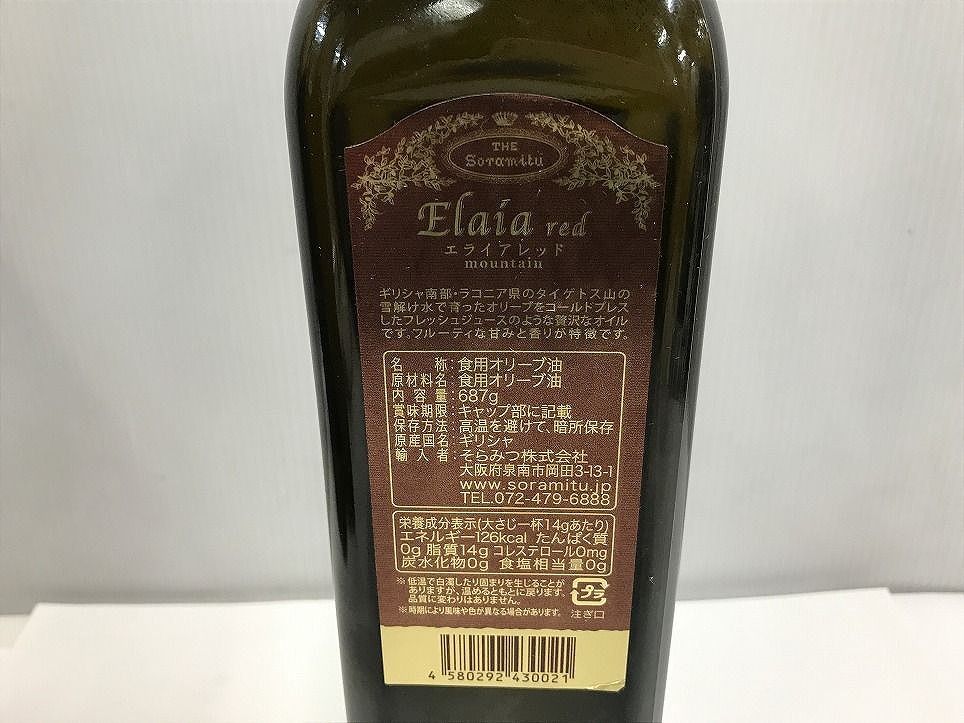 THE
Soramitu
Elaia red
エライアレッド
mountain
ギリシャ南部・ラコニア県のタイゲトス山の
雪解け水で育ったオリーブをコールドプレス
したフレッシュジュースのような贅沢なオイル
です。フルーティな甘みと香りが特徴です。
名　　称：食用オリーブ油
原材料名：食用オリーブ油
内 容 量：687g
賞味期限：キャップ部に記載
保存方法：高温を避けて、暗所保存
原産国名：ギリシャ
輸 入 者：そらみつ株式会社
大阪府泉南市岡田3-13-1
www.soramitu.jp
TEL.072-479-6888
栄養成分表示(大さじ一杯14gあたり)
エネルギー126kcal たんぱく質
0g 脂質14g コレステロール0mg
炭水化物0g 食塩相当量0g
※低温で白濁したり固まりを生じることが
ありますが、温めるともとに戻ります。
品質に変わりはありません。
※時期により風味や色が異なる場合があります。
プラ
注ぎ口
4 580292 430021